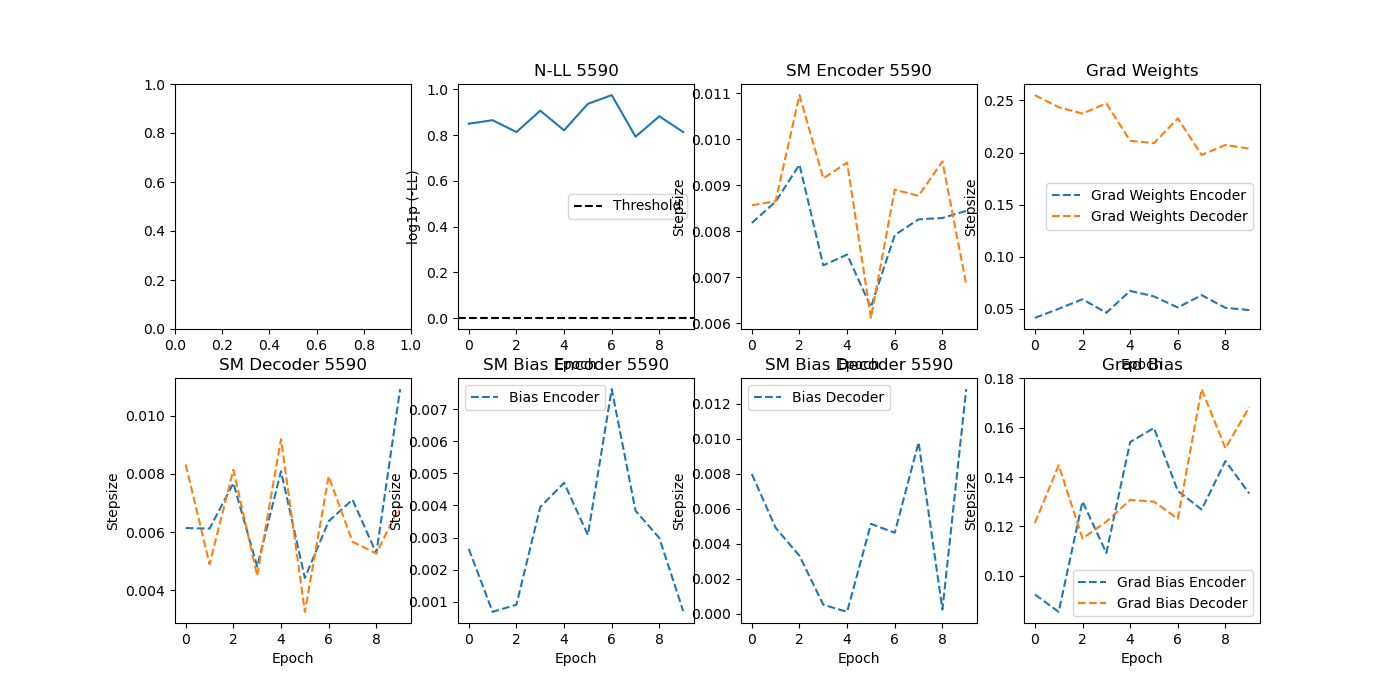 N-LL 5590
SM Encoder 5590
Grad Weights
1.0
0.8
0.6
0.4
0.2
0.0
0.0 0.2 0.4 0.6 0.8 1.0
log1p (-LL)
1.0
0.8
0.6
0.4
0.2
0.0
Threshold
0 2 4 6 8
Epoch
Stepsize
0.011
0.010
0.009
0.008
0.007
0.006
0 2 4 6 8
Epoch
Stepsize
0.25
0.20
0.15
0.10
0.05
Grad Weights Encoder
Grad Weights Decoder
0 2 4 6 8
Epoch
SM Decoder 5590
SM Bias Encoder 5590
SM Bias Decoder 5590
Grad Bias
Stepsize
0.010
0.008
0.006
0.004
0 2 4 6 8
Epoch
Stepsize
0.007
0.006
0.005
0.004
0.003
0.002
0.001
Bias Encoder
0 2 4 6 8
Epoch
Stepsize
0.012
0.010
0.008
0.006
0.004
0.002
0.000
Bias Decoder
0 2 4 6 8
Epoch
Stepsize
0.18
0.16
0.14
0.12
0.10
Grad Bias Encoder
Grad Bias Decoder
0 2 4 6 8
Epoch